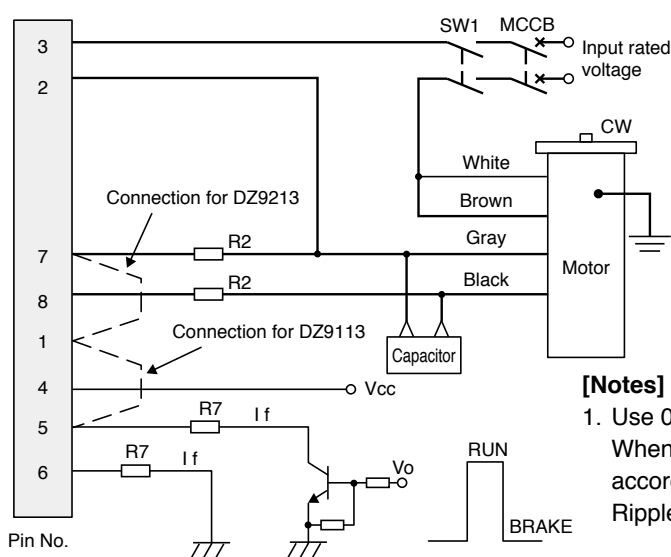 SW1
MCCB
3
Input rated
voltage
2
CW
White
Connection for DZ9213
Brown
R2
Gray
7
R2
Black
Motor
8
Connection for DZ9113
1
Capacitor
4
Vcc
[Notes]
R7
I f
1. Use 0
5
RUN
When
R7
I f
Vo
accor
6
Ripple
BRAKE
Pin No.